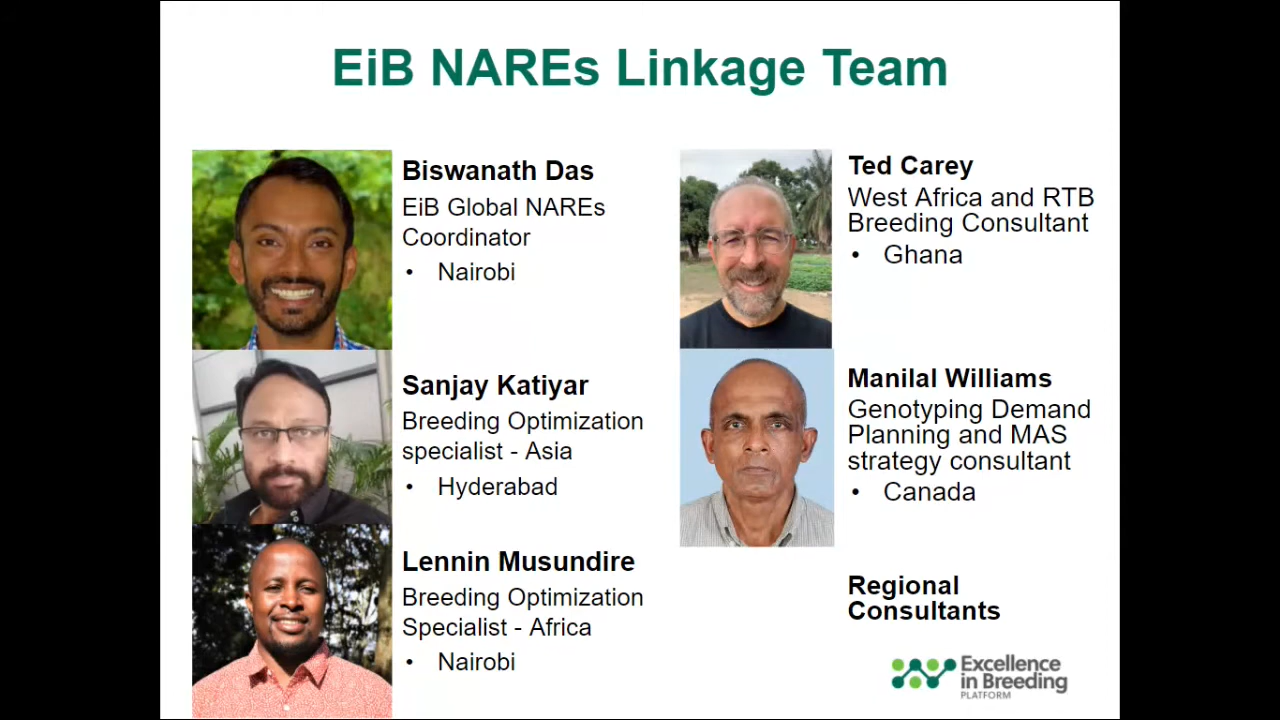 EiB NAREs Linkage Team
Biswanath Das
EiB Global NAREs
Coordinator
• Nairobi
Sanjay Katiyar
Breeding Optimization
specialist - Asia
• Hyderabad
Lennin Musundire
Breeding Optimization
Specialist - Africa
• Nairobi
Ted Carey
West Africa and RTB
Breeding Consultant
• Ghana
Manilal Williams
Genotyping Demand
Planning and MAS
strategy consultant
• Canada
Regional
Consultants
Excellence
in Breeding
PLATFORM